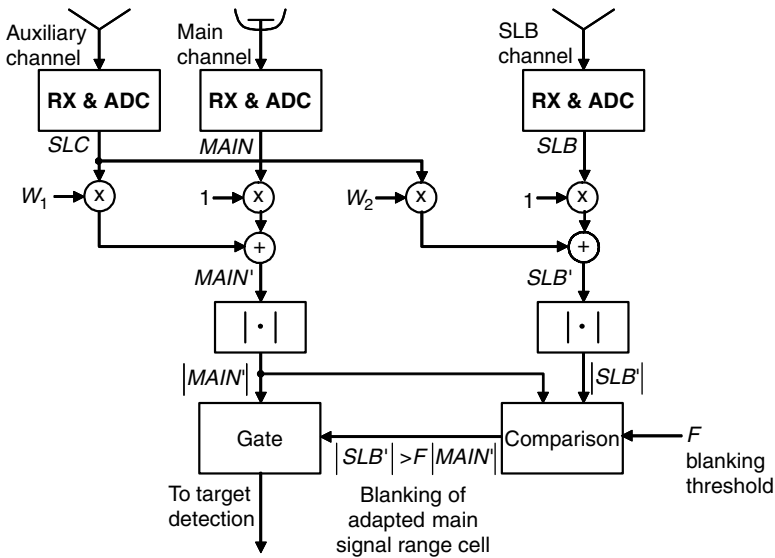 Auxiliary
channel
Main
channel
SLB
channel
RX & ADC
RX & ADC
RX & ADC
SLC
MAIN
SLB
W1
x
1
x
W2
x
1
x
+
+
MAIN'
SLB'
|•|
|•|
|MAIN'|
|SLB'|
Gate
Comparison
F
blanking
threshold
|SLB'| >F |MAIN'|
To target
detection
Blanking of
adapted main
signal range cell